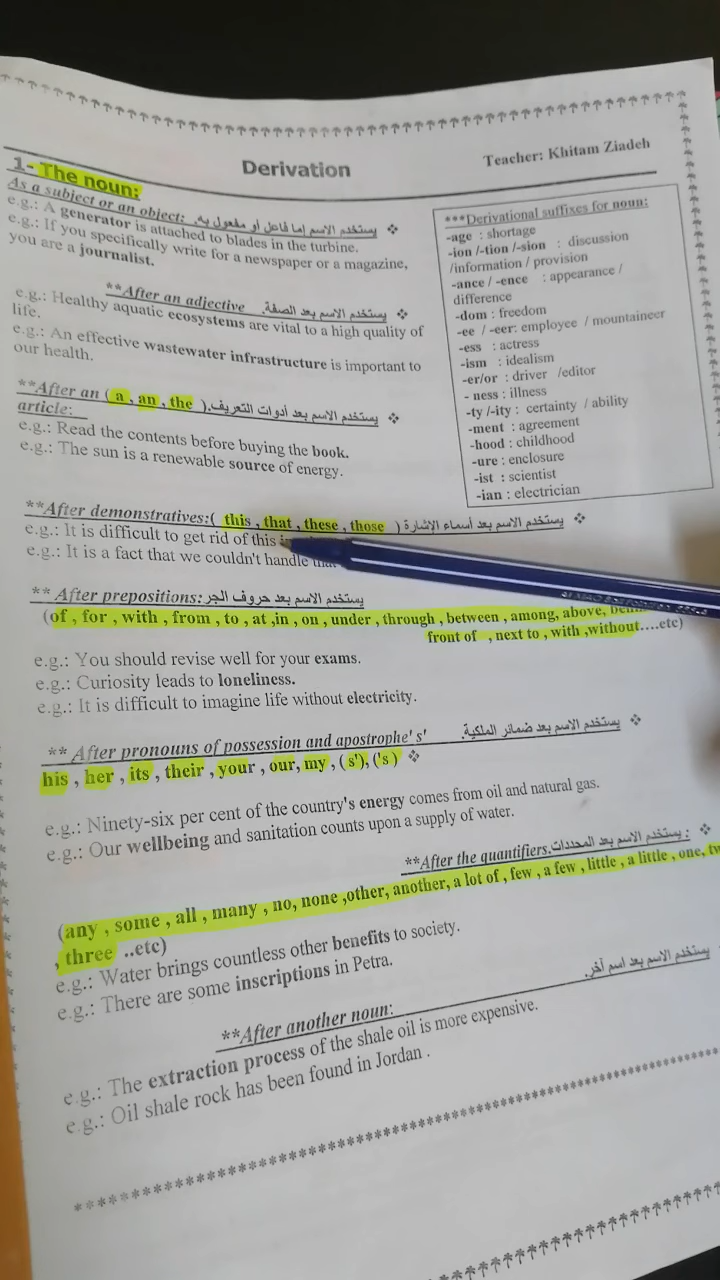 Derivation
Teacher: Khitam Ziadeh
1- The noun:
As a subject or an object: يستخدم الاسم إما فاعل أو مفعول به.
e.g.: A generator is attached to blades in the turbine.
e.g.: If you specifically write for a newspaper or a magazine,
you are a journalist.
**After an adjective يستخدم الاسم بعد الصفة.
e.g.: Healthy aquatic ecosystems are vital to a high quality of
life.
e.g.: An effective wastewater infrastructure is important to
our health.
**After an ( a , an , the ) يستخدم الاسم بعد أدوات التعريف.
article:
e.g.: Read the contents before buying the book.
e.g.: The sun is a renewable source of energy.
***Derivational suffixes for noun:
-age : shortage
-ion /-tion /-sion : discussion
/information / provision
-ance / -ence : appearance /
difference
-dom : freedom
-ee / -eer: employee / mountaineer
-ess : actress
-ism : idealism
-er/or : driver /editor
- ness : illness
-ty /-ity : certainty / ability
-ment : agreement
-hood : childhood
-ure : enclosure
-ist : scientist
-ian : electrician
**After demonstratives:( this , that , these , those ) يستخدم الاسم بعد أسماء الإشارة
e.g.: It is difficult to get rid of this
e.g.: It is a fact that we couldn't handle that
** After prepositions: يستخدم الاسم بعد حروف الجر
(of , for , with , from , to , at ,in , on , under , through , between , among, above,
front of , next to , with ,without....etc)
e.g.: You should revise well for your exams.
e.g.: Curiosity leads to loneliness.
e.g.: It is difficult to imagine life without electricity.
** After pronouns of possession and apostrophe' s' يستخدم الاسم بعد ضمائر الملكية.
his , her , its , their , your , our, my , ( s'), ('s )
e.g.: Ninety-six per cent of the country's energy comes from oil and natural gas.
e.g.: Our wellbeing and sanitation counts upon a supply of water.
**After the quantifiers. يستخدم الاسم بعد المحددات :
(any , some , all , many , no, none ,other, another, a lot of , few , a few , little , a little , one,
, three ..etc)
e.g.: Water brings countless other benefits to society.
e.g.: There are some inscriptions in Petra.
**After another noun: يستخدم الاسم بعد اسم آخر.
e.g.: The extraction process of the shale oil is more expensive.
e.g.: Oil shale rock has been found in Jordan .